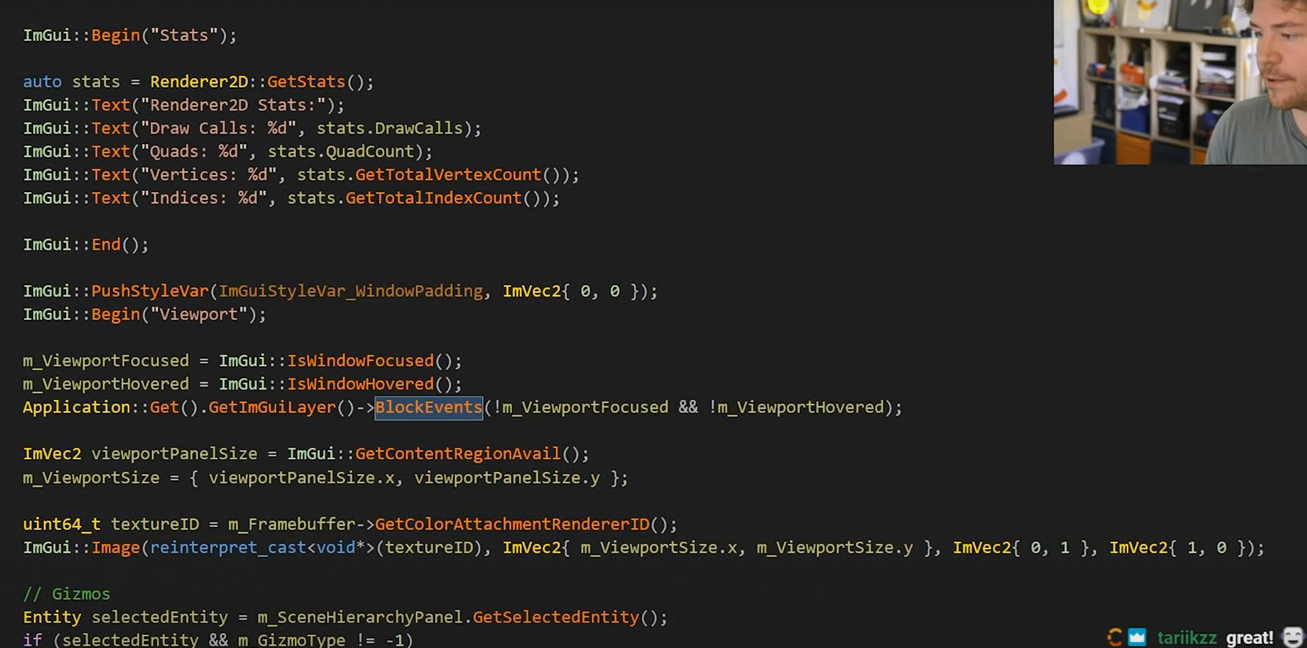 ImGui::Begin("Stats");
auto stats = Renderer2D::GetStats();
ImGui::Text("Renderer2D Stats:");
ImGui::Text("Draw Calls: %d", stats.DrawCalls);
ImGui::Text("Quads: %d", stats.QuadCount);
ImGui::Text("Vertices: %d", stats.GetTotalVertexCount());
ImGui::Text("Indices: %d", stats.GetTotalIndexCount());
ImGui::End();
ImGui::PushStyleVar(ImGuiStyleVar_WindowPadding, ImVec2{ 0, 0 });
ImGui::Begin("Viewport");
m_ViewportFocused = ImGui::IsWindowFocused();
m_ViewportHovered = ImGui::IsWindowHovered();
Application::Get().GetImGuiLayer()->BlockEvents(!m_ViewportFocused && !m_ViewportHovered);
ImVec2 viewportPanelSize = ImGui::GetContentRegionAvail();
m_ViewportSize = { viewportPanelSize.x, viewportPanelSize.y };
uint64_t textureID = m_Framebuffer->GetColorAttachmentRendererID();
ImGui::Image(reinterpret_cast<void*>(textureID), ImVec2{ m_ViewportSize.x, m_ViewportSize.y }, ImVec2{ 0, 1 }, ImVec2{ 1, 0 });
// Gizmos
Entity selectedEntity = m_SceneHierarchyPanel.GetSelectedEntity();
if (selectedEntity && m_GizmoType != -1)
tariikzz great!